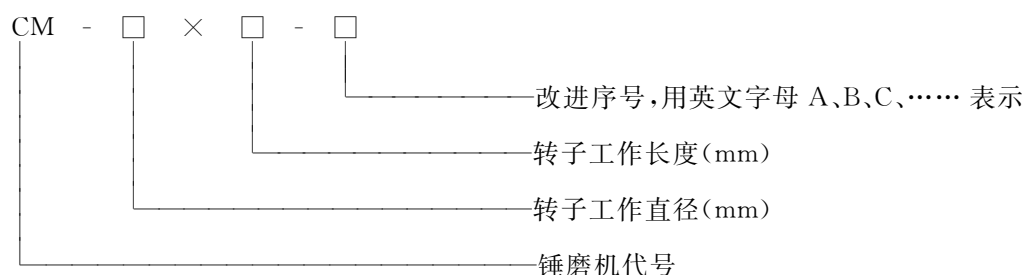 CM - □ × □ - □
改进序号,用英文字母 A、B、C、…… 表示
转子工作长度(mm)
转子工作直径(mm)
锤磨机代号